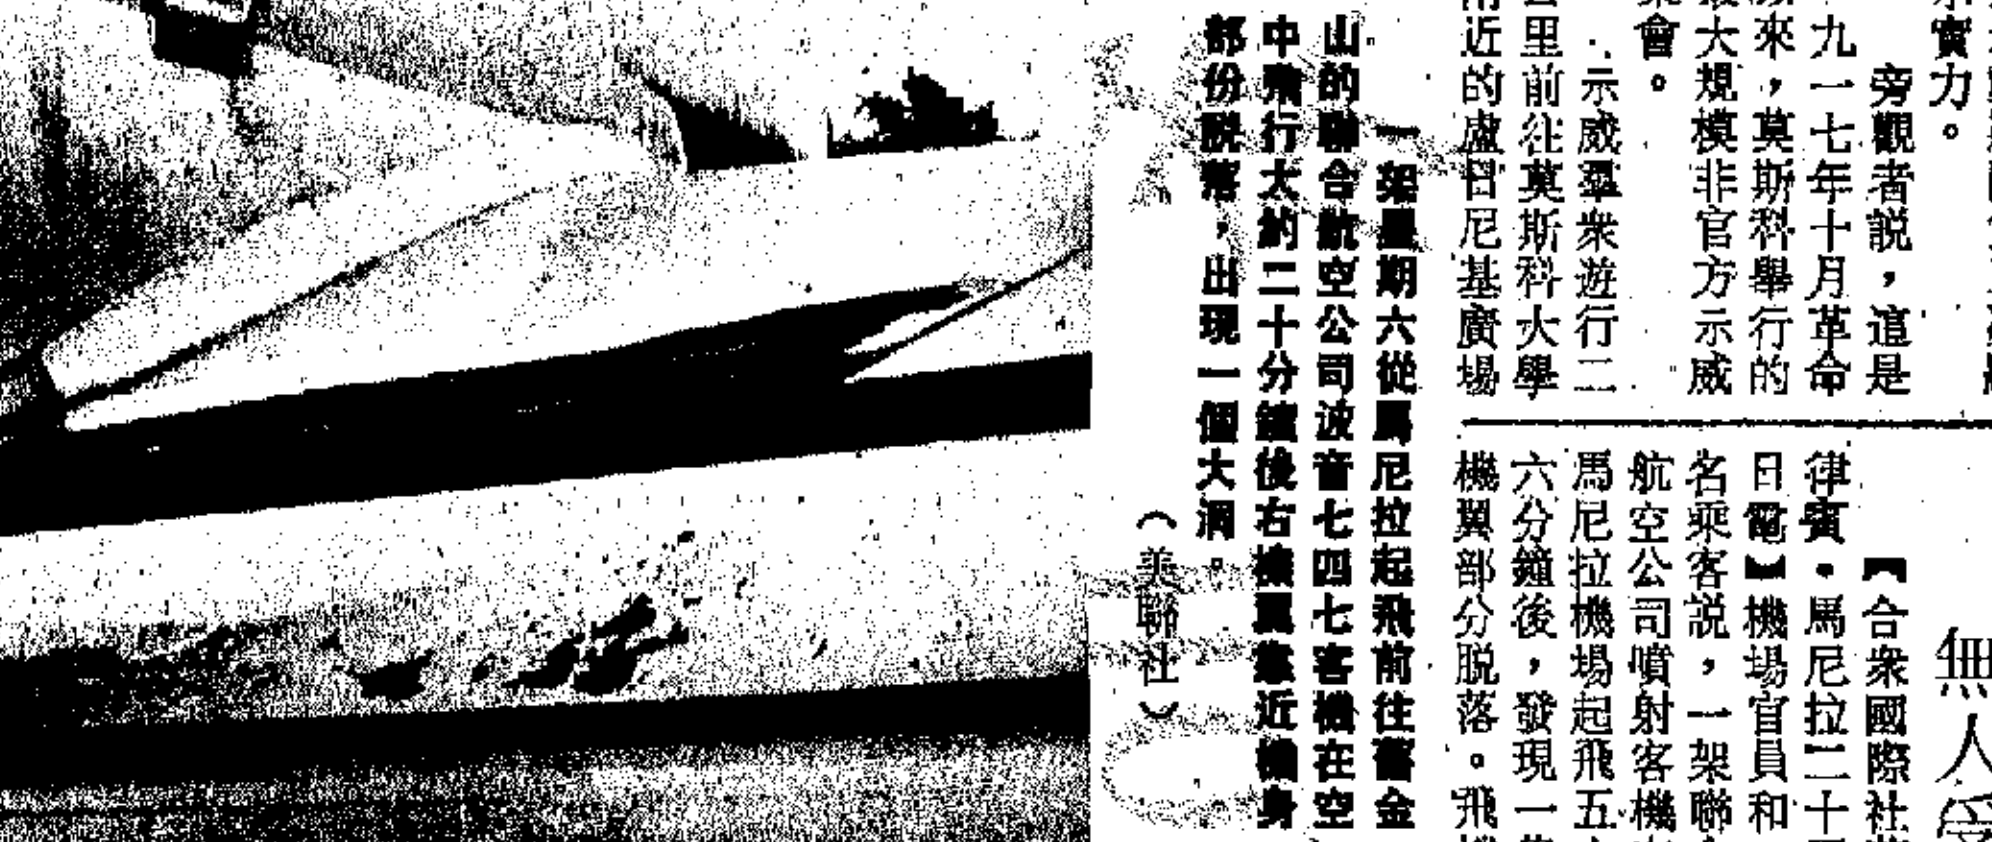 實力。
旁觀者説，這是
九一七年十月革命
來，莫斯科舉行的
大規模非官方示威
會。
示威羣衆遊行二
里前往莫斯科大學
近的盧日尼基廣場
無人
【合衆國際社
律賓・馬尼拉二十
日電】機場官員和
名乘客説，一架聯
航空公司噴射客機
馬尼拉機場起飛五
六分鐘後，發現一
機翼部分脱落。飛
一架星期六從馬尼拉起飛前往舊金
山的聯合航空公司波音七四七客機在空
中飛行大約二十分鐘後右機翼靠近機身
部份脱落，出現一個大洞。
（美聯社）